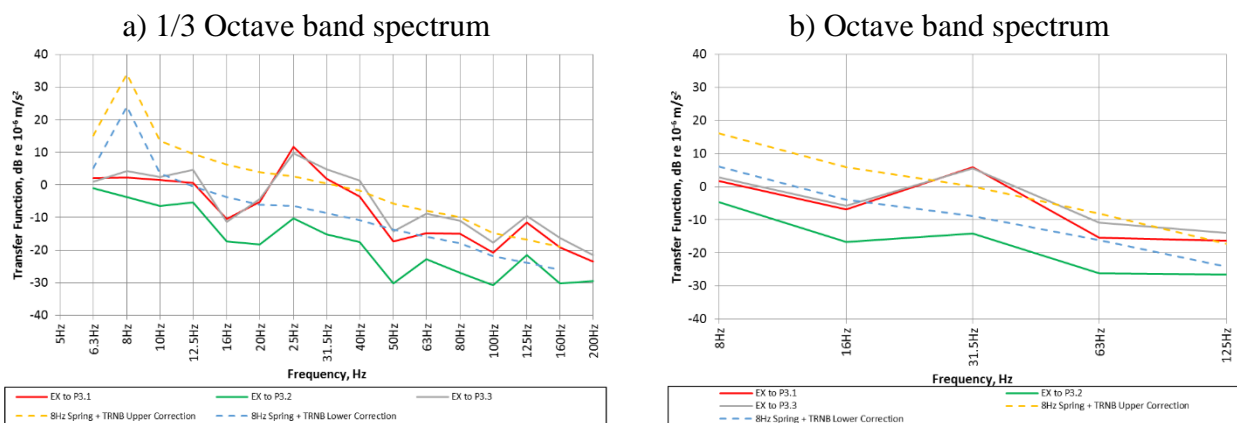 a) 1/3 Octave band spectrum
Transfer Function, dB re 10⁻⁶ m/s²
40
30
20
10
0
-10
-20
-30
-40
5Hz
6.3Hz
8Hz
10Hz
12.5Hz
16Hz
20Hz
25Hz
31.5Hz
40Hz
50Hz
63Hz
80Hz
100Hz
125Hz
160Hz
200Hz
Frequency, Hz
EX to P3.1
EX to P3.2
EX to P3.3
8Hz Spring + TRNB Upper Correction
8Hz Spring + TRNB Lower Correction
b) Octave band spectrum
Transfer Function, dB re 10⁻⁶ m/s²
40
30
20
10
0
-10
-20
-30
-40
8Hz
16Hz
31.5Hz
63Hz
125Hz
Frequency, Hz
EX to P3.1
EX to P3.2
EX to P3.3
8Hz Spring + TRNB Upper Correction
8Hz Spring + TRNB Lower Correction